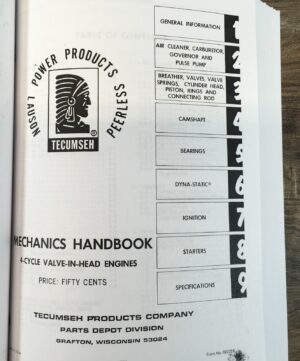 LAUSON POWER PRODUCTS PEERLESS
TECUMSEH
®
MECHANICS HANDBOOK
4-CYCLE VALVE-IN-HEAD ENGINES
PRICE: FIFTY CENTS
GENERAL INFORMATION 1
AIR CLEANER, CARBURETOR,
GOVERNOR AND
PULSE PUMP 2
BREATHER, VALVES, VALVE
SPRINGS, CYLINDER HEAD,
PISTON, RINGS AND
CONNECTING ROD 3
CAMSHAFT 4
BEARINGS 5
DYNA-STATIC® 6
IGNITION 7
STARTERS 8
SPECIFICATIONS 9
TECUMSEH PRODUCTS COMPANY
PARTS DEPOT DIVISION
GRAFTON, WISCONSIN 53024
Form No.